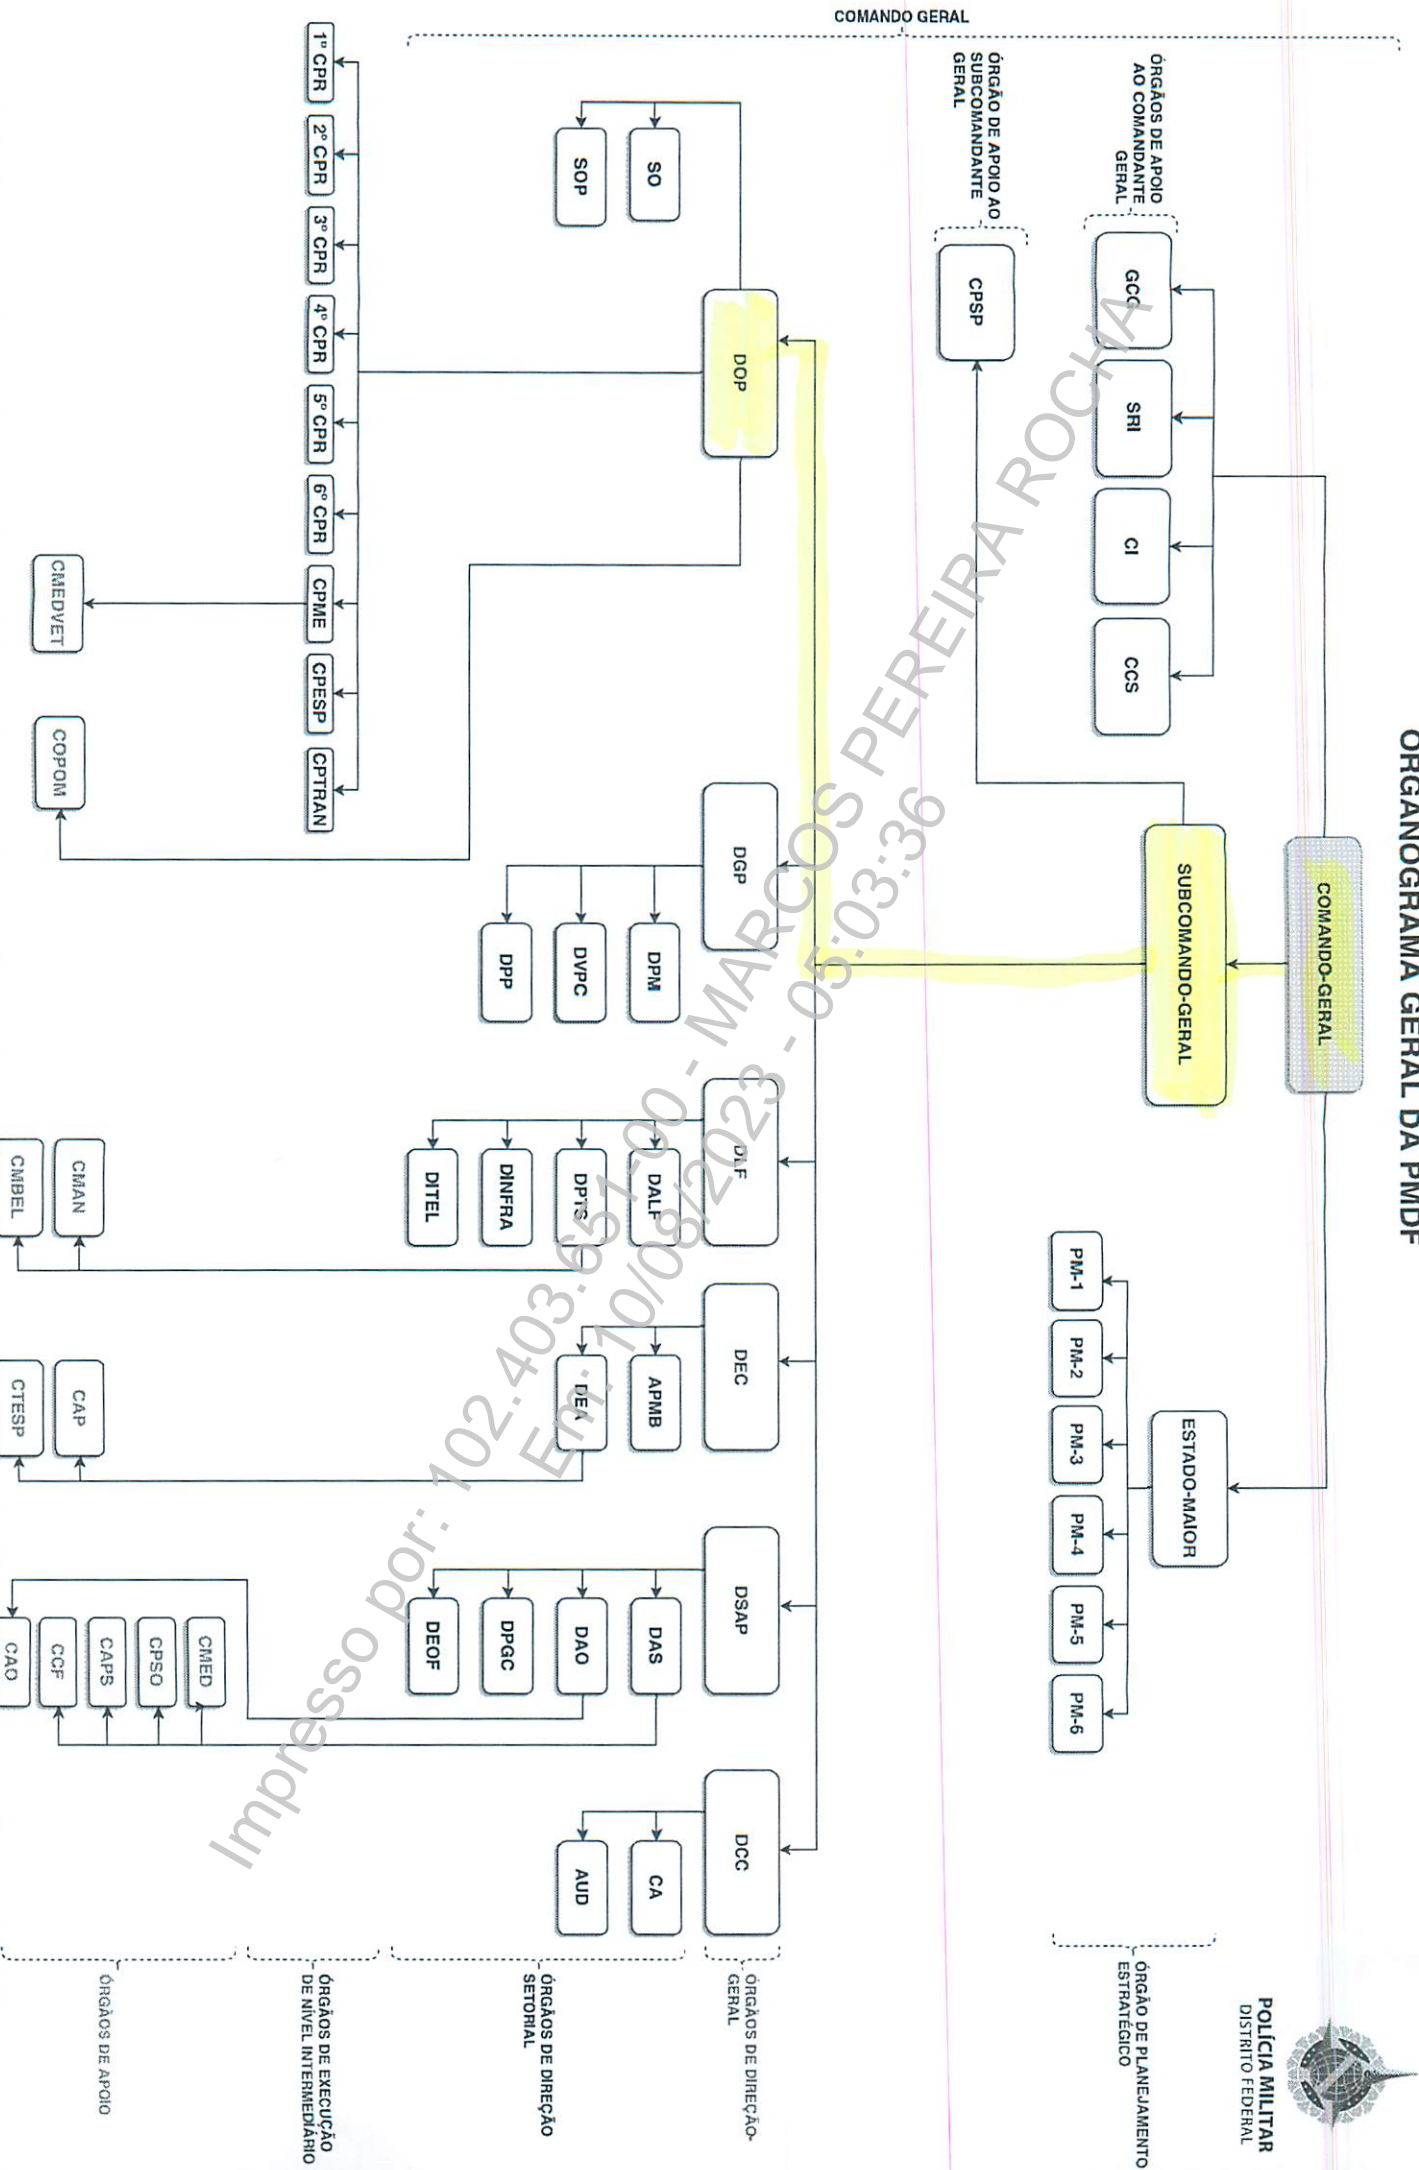 ORGANOGRAMA GERAL DA PMDF
POLÍCIA MILITAR
DISTRITO FEDERAL
COMANDO GERAL
COMANDO-GERAL
SUBCOMANDO-GERAL
ESTADO-MAIOR
ÓRGÃOS DE APOIO
AO COMANDANTE
GERAL
GCG
SRI
CI
CCS
PM-1
PM-2
PM-3
PM-4
PM-5
PM-6
ÓRGÃO DE PLANEJAMENTO
ESTRATÉGICO
ÓRGÃO DE APOIO AO
SUBCOMANDANTE
GERAL
CPSP
DOP
DGP
DLF
DEC
DSAP
DCC
ÓRGÃOS DE DIREÇÃO-
GERAL
SO
SOP
DPM
DVPC
DPP
DALF
DPTS
DINFRA
DITEL
APMB
DEA
DAS
DAO
DPGC
DEOF
CA
AUD
ÓRGÃOS DE DIREÇÃO
SETORIAL
1º CPR
2º CPR
3º CPR
4º CPR
5º CPR
6º CPR
CPME
CPESP
CPTRAN
ÓRGÃOS DE EXECUÇÃO
DE NÍVEL INTERMEDIÁRIO
CMEDVET
COPOM
CMAN
CMBEL
CAP
CTESP
CMED
CPSO
CAPS
CCF
CAO
ÓRGÃOS DE APOIO
Impresso por: 102.403.651-00 - MARCOS PEREIRA ROCHA
Em: 10/08/2023 - 05:03:36